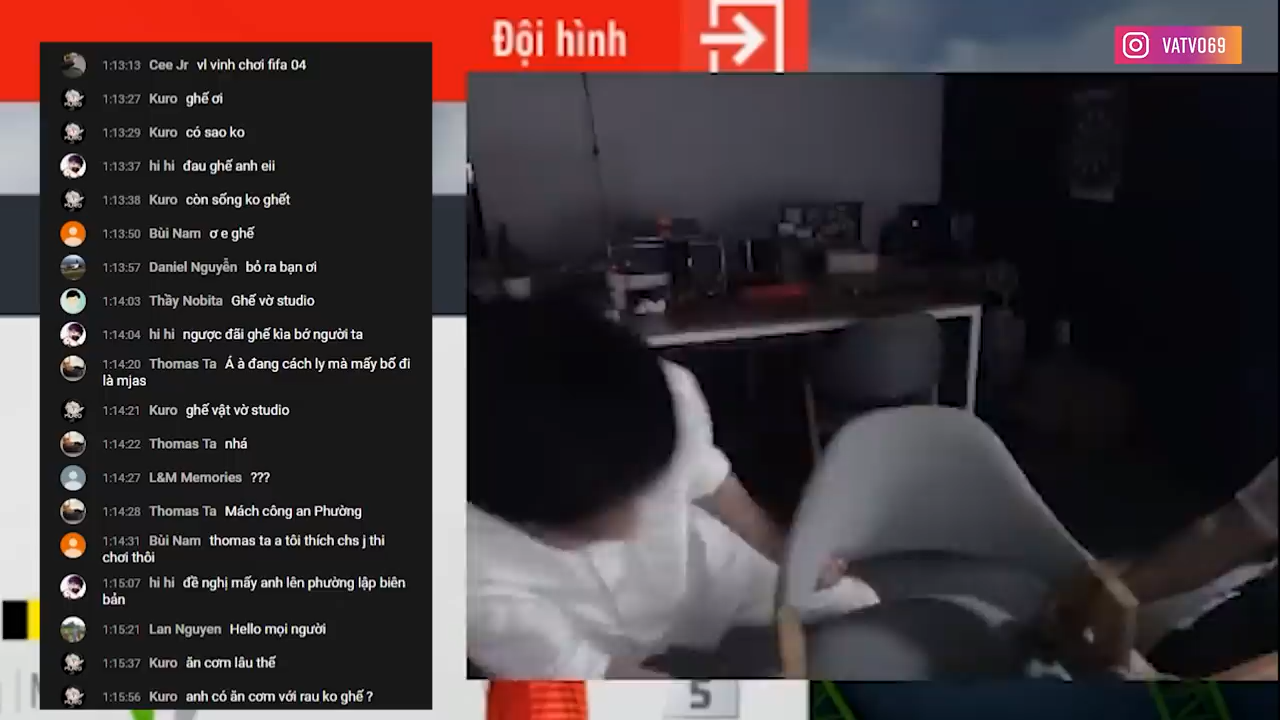 Đội hình
VATVO69
1:13:13 Cee Jr vl vinh chơi fifa 04
1:13:27 Kuro ghế ơi
1:13:29 Kuro có sao ko
1:13:37 hi hi đau ghế anh eii
1:13:38 Kuro còn sống ko ghết
1:13:50 Bùi Nam ơ e ghế
1:13:57 Daniel Nguyễn bỏ ra bạn ơi
1:14:03 Thầy Nobita Ghế vờ studio
1:14:04 hi hi ngược đãi ghế kìa bớ người ta
1:14:20 Thomas Ta Á à đang cách ly mà mấy bố đi
là mjas
1:14:21 Kuro ghế vật vờ studio
1:14:22 Thomas Ta nhá
1:14:27 L&M Memories ???
1:14:28 Thomas Ta Mách công an Phường
1:14:31 Bùi Nam thomas ta a tôi thích chs j thi
chơi thôi
1:15:07 hi hi đề nghị mấy anh lên phường lập biên
bản
1:15:21 Lan Nguyen Hello mọi người
1:15:37 Kuro ăn cơm lâu thế
1:15:56 Kuro anh có ăn cơm với rau ko ghế ?
5